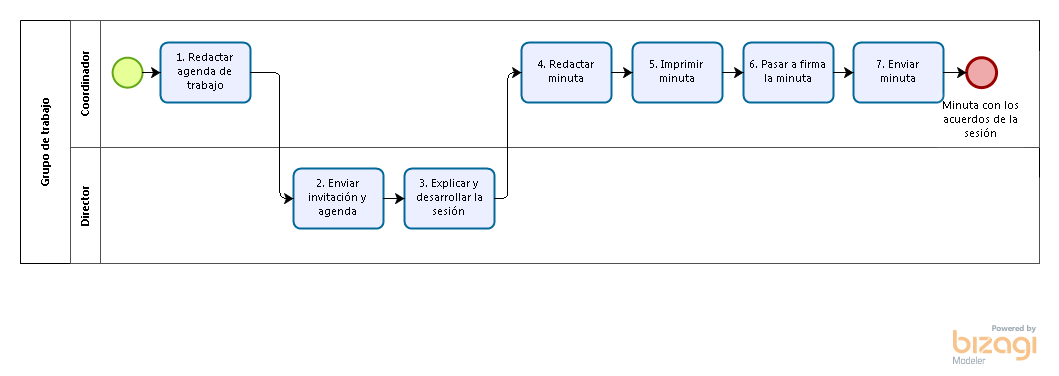 Grupo de trabajo
Coordinador
1. Redactar
agenda de
trabajo
4. Redactar
minuta
5. Imprimir
minuta
6. Pasar a firma
la minuta
7. Enviar
minuta
Minuta con los
acuerdos de la
sesión
Director
2. Enviar
invitación y
agenda
3. Explicar y
desarrollar la
sesión
Powered by
bizagi
Modeler